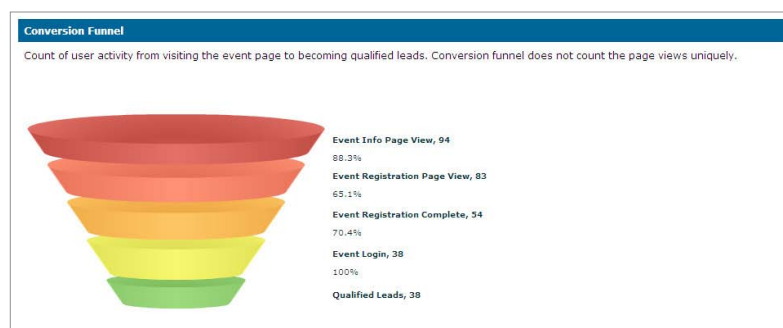 Conversion Funnel
Count of user activity from visiting the event page to becoming qualified leads. Conversion funnel does not count the page views uniquely.
Event Info Page View, 94
88.3%
Event Registration Page View, 83
65.1%
Event Registration Complete, 54
70.4%
Event Login, 38
100%
Qualified Leads, 38